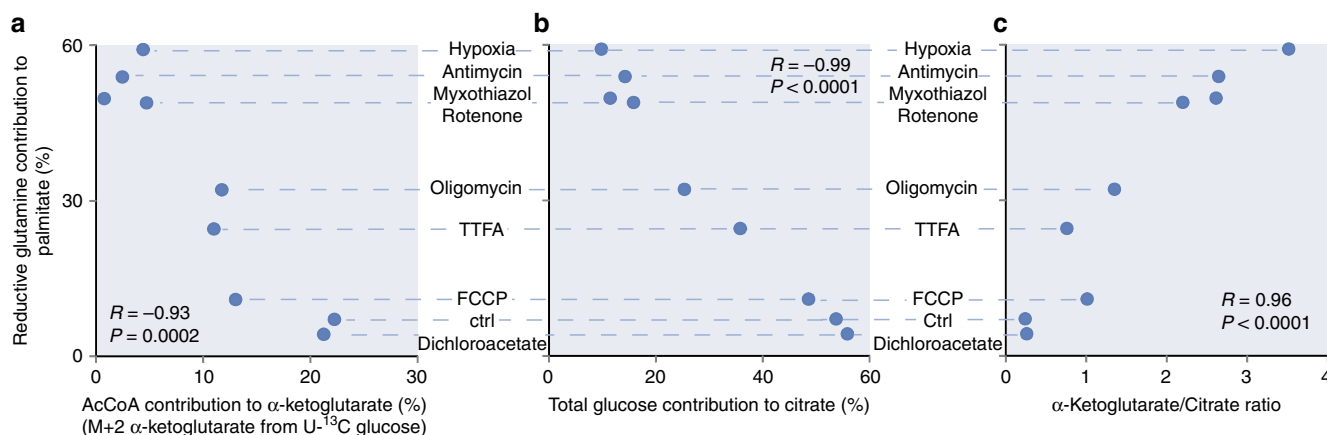 a
b
c
Reductive glutamine contribution to
palmitate (%)
60
30
0
R = –0.93
P = 0.0002
0
10
20
30
AcCoA contribution to α-ketoglutarate (%)
(M+2 α-ketoglutarate from U-¹³C glucose)
Hypoxia
Antimycin
Myxothiazol
Rotenone
Oligomycin
TTFA
FCCP
ctrl
Dichloroacetate
R = –0.99
P < 0.0001
0
20
40
60
Total glucose contribution to citrate (%)
Hypoxia
Antimycin
Myxothiazol
Rotenone
Oligomycin
TTFA
FCCP
Ctrl
Dichloroacetate
R = 0.96
P < 0.0001
0
1
2
3
4
α-Ketoglutarate/Citrate ratio